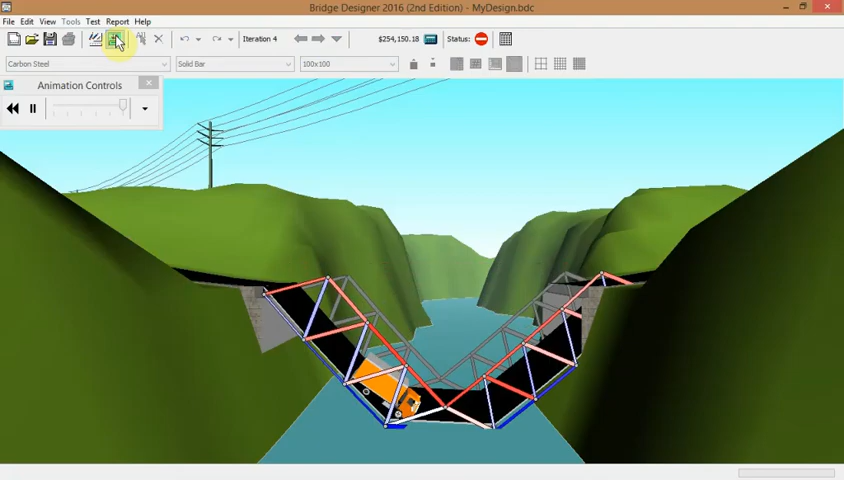 Bridge Designer 2016 (2nd Edition) - MyDesign.bdc
File Edit View Tools Test Report Help
Iteration 4 $254,150.18 Status:
Carbon Steel Solid Bar 100x100
Animation Controls